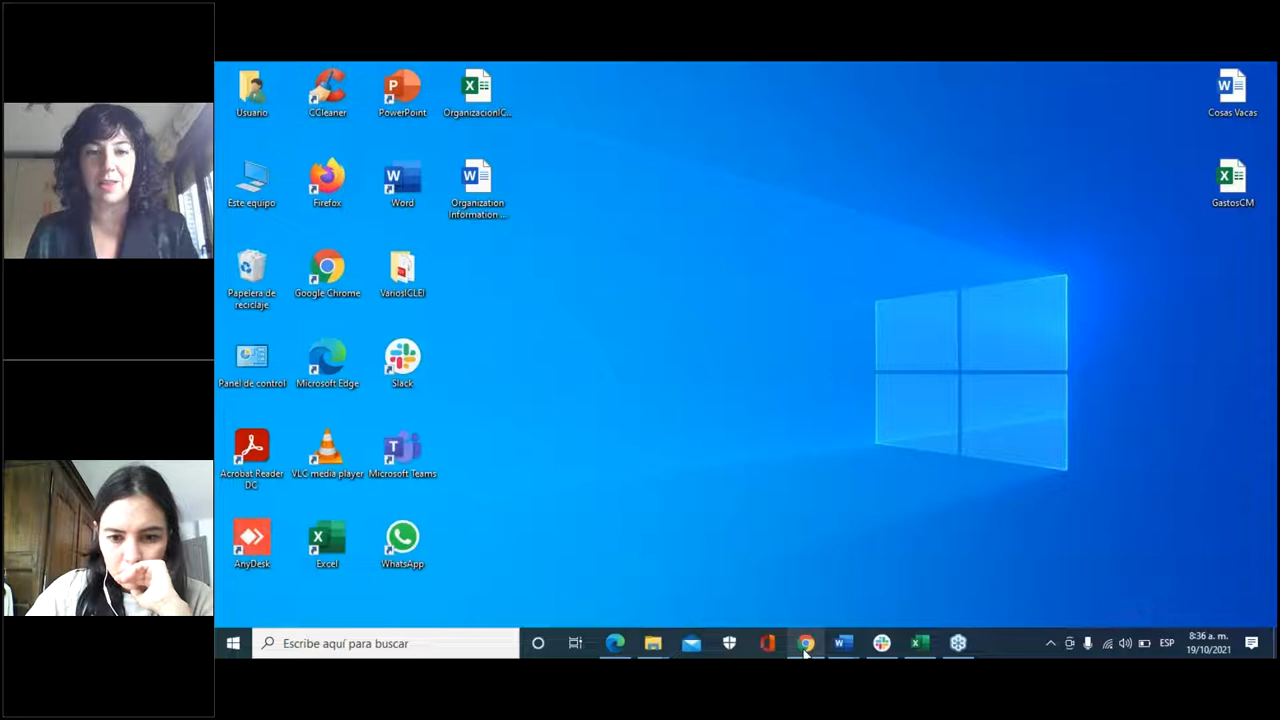 Usuario
CCleaner
PowerPoint
OrganizacionIC...
Cosas Vacas
Este equipo
Firefox
Word
Organization
Information ...
GastosCM
Papelera de
reciclaje
Google Chrome
VariosICLEI
Panel de control
Microsoft Edge
Slack
Acrobat Reader
DC
VLC media player
Microsoft Teams
AnyDesk
Excel
WhatsApp
Escribe aquí para buscar
ESP
8:36 a. m.
19/10/2021